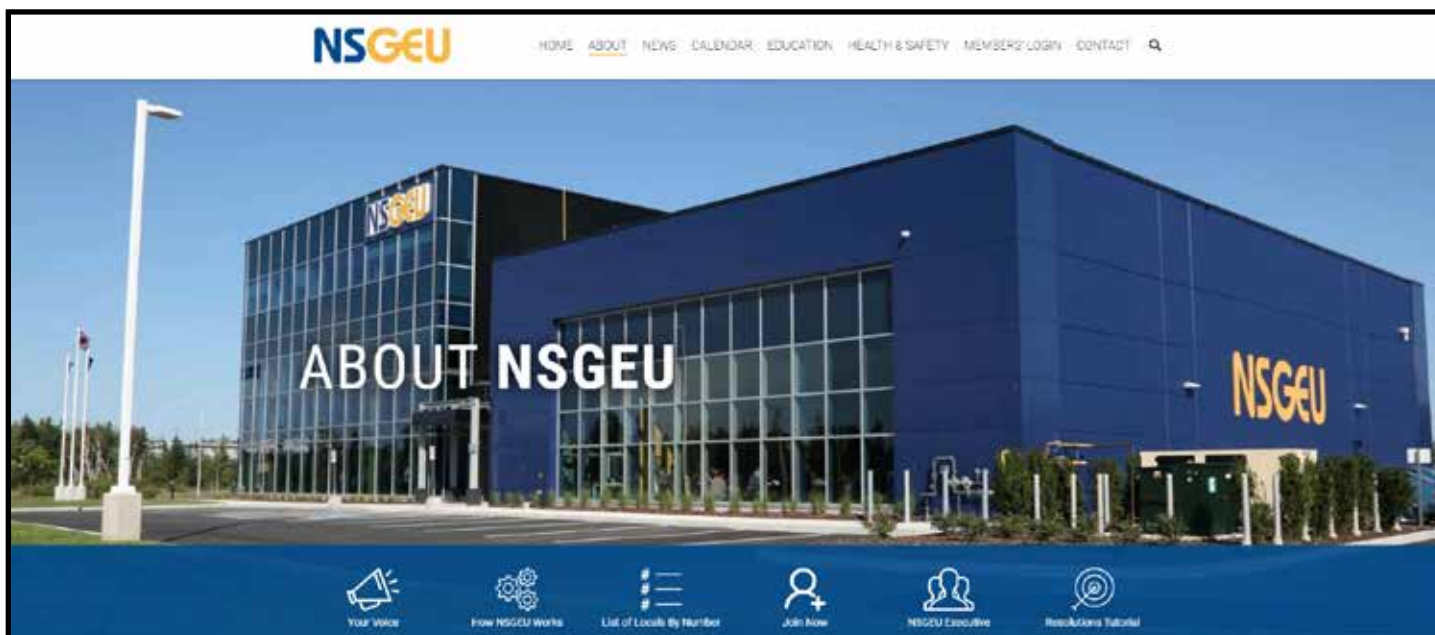 NSGEU
HOME ABOUT NEWS CALENDAR EDUCATION HEALTH & SAFETY MEMBERS' LOGIN CONTACT
NSGEU
ABOUT NSGEU
NSGEU
Your Voice How NSGEU Works List of Locals By Number Join Now NSGEU Executive Resolutions Tutorial